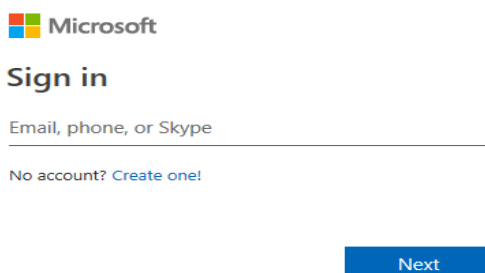 Microsoft
Sign in
Email, phone, or Skype
No account? Create one!
Next